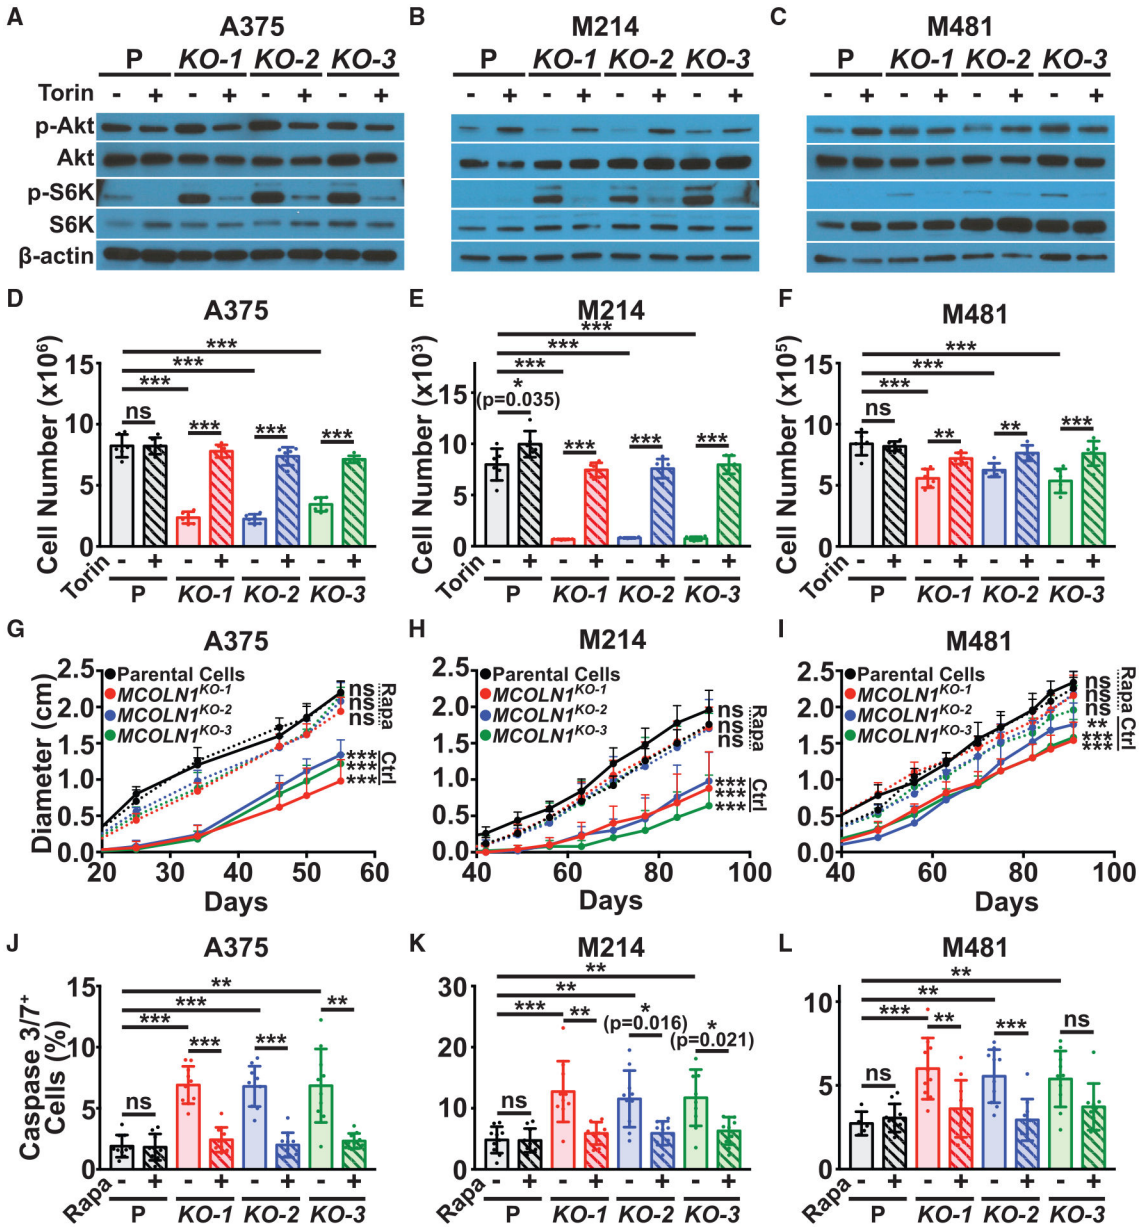 A A375 B M214 C M481
P KO-1 KO-2 KO-3 P KO-1 KO-2 KO-3 P KO-1 KO-2 KO-3
Torin - + - + - + - + - + - + - + - + - + - + - + - +
p-Akt
Akt
p-S6K
S6K
β-actin
D A375 E M214 F M481
Cell Number (x10⁶)
15
10
5
0
***
***
***
ns *** *** ***
Torin - + - + - + - +
P KO-1 KO-2 KO-3
Cell Number (x10³)
15
10
5
0
***
***
***
*
(p=0.035)
*** *** ***
Torin - + - + - + - +
P KO-1 KO-2 KO-3
Cell Number (x10⁵)
15
10
5
0
***
***
***
ns ** ** ***
Torin - + - + - + - +
P KO-1 KO-2 KO-3
G A375 H M214 I M481
Diameter (cm)
2.5
2.0
1.5
1.0
0.5
0.0
20 40 60
Days
Parental Cells
MCOLN1ᴷᴼ⁻¹
MCOLN1ᴷᴼ⁻²
MCOLN1ᴷᴼ⁻³
ns
ns
ns
Rapa
***
***
***
Ctrl
2.5
2.0
1.5
1.0
0.5
0.0
40 60 80 100
Days
Parental Cells
MCOLN1ᴷᴼ⁻¹
MCOLN1ᴷᴼ⁻²
MCOLN1ᴷᴼ⁻³
ns
ns
ns
Rapa
***
***
***
Ctrl
2.5
2.0
1.5
1.0
0.5
0.0
40 60 80 100
Days
Parental Cells
MCOLN1ᴷᴼ⁻¹
MCOLN1ᴷᴼ⁻²
MCOLN1ᴷᴼ⁻³
ns
ns
ns
Rapa
**
***
***
Ctrl
J A375 K M214 L M481
Caspase 3/7⁺
Cells (%)
15
10
5
0
**
***
***
ns *** *** **
Rapa - + - + - + - +
P KO-1 KO-2 KO-3
30
20
10
0
**
**
***
ns ** * (p=0.016) * (p=0.021)
Rapa - + - + - + - +
P KO-1 KO-2 KO-3
10
5
0
**
**
***
ns ** *** ns
Rapa - + - + - + - +
P KO-1 KO-2 KO-3